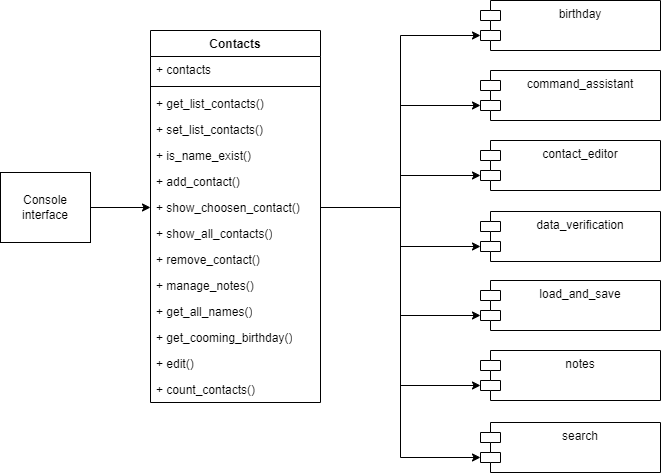 Console
interface
Contacts
+ contacts
+ get_list_contacts()
+ set_list_contacts()
+ is_name_exist()
+ add_contact()
+ show_choosen_contact()
+ show_all_contacts()
+ remove_contact()
+ manage_notes()
+ get_all_names()
+ get_cooming_birthday()
+ edit()
+ count_contacts()
birthday
command_assistant
contact_editor
data_verification
load_and_save
notes
search